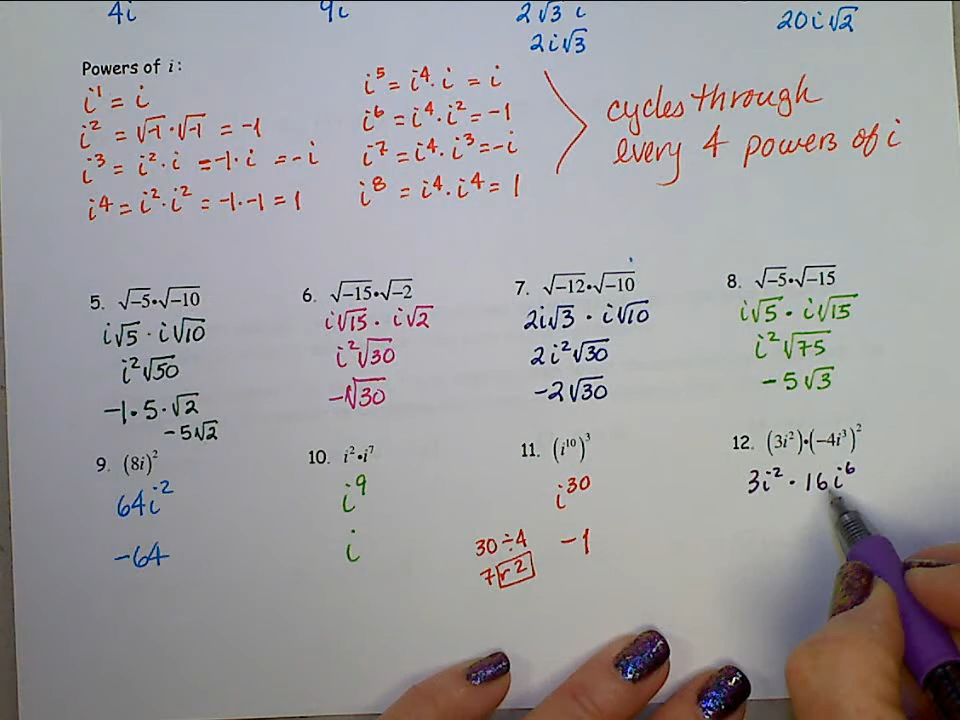 4i 9i 2√3 i 20i√2
2i√3
Powers of i:
i¹ = i
i² = √-1·√-1 = -1
i³ = i²·i = -1·i = -i
i⁴ = i²·i² = -1·-1 = 1
i⁵ = i⁴·i = i
i⁶ = i⁴·i² = -1
i⁷ = i⁴·i³ = -i
i⁸ = i⁴·i⁴ = 1
cycles through
every 4 powers of i
5. √-5•√-10
i√5·i√10
i²√50
-1·5·√2
-5√2
6. √-15•√-2
i√15·i√2
i²√30
-√30
7. √-12•√-10
2i√3·i√10
2i²√30
-2√30
8. √-5•√-15
i√5·i√15
i²√75
-5√3
9. (8i)²
64i²
-64
10. i²•i⁷
i⁹
i
11. (i¹⁰)³
i³⁰
30÷4 -1
7 r2
12. (3i²)•(-4i³)²
3i²·16i⁶